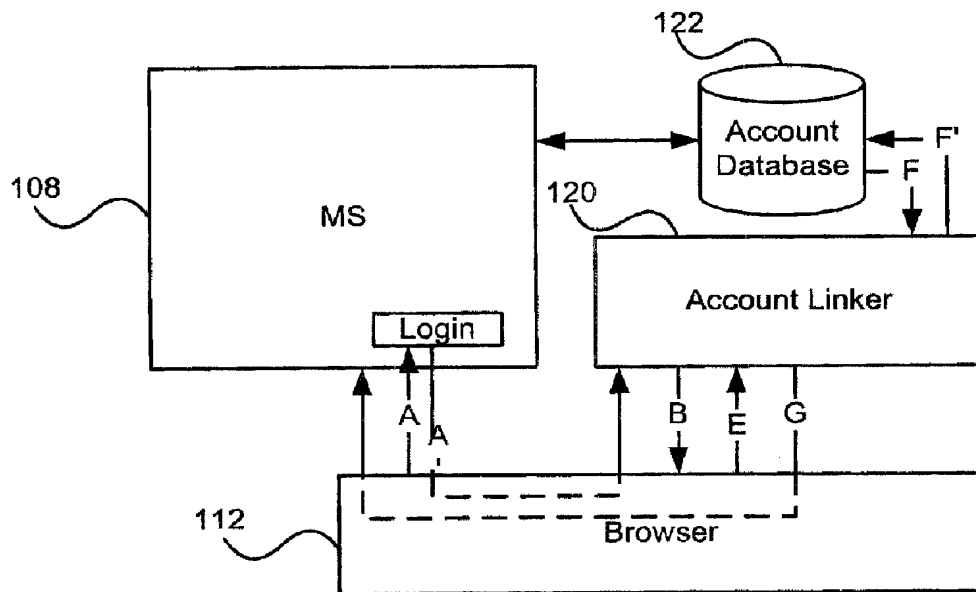 122
Account
Database
F'
F
108
MS
120
Account Linker
Login
A
A
'
B
E
G
112
Browser